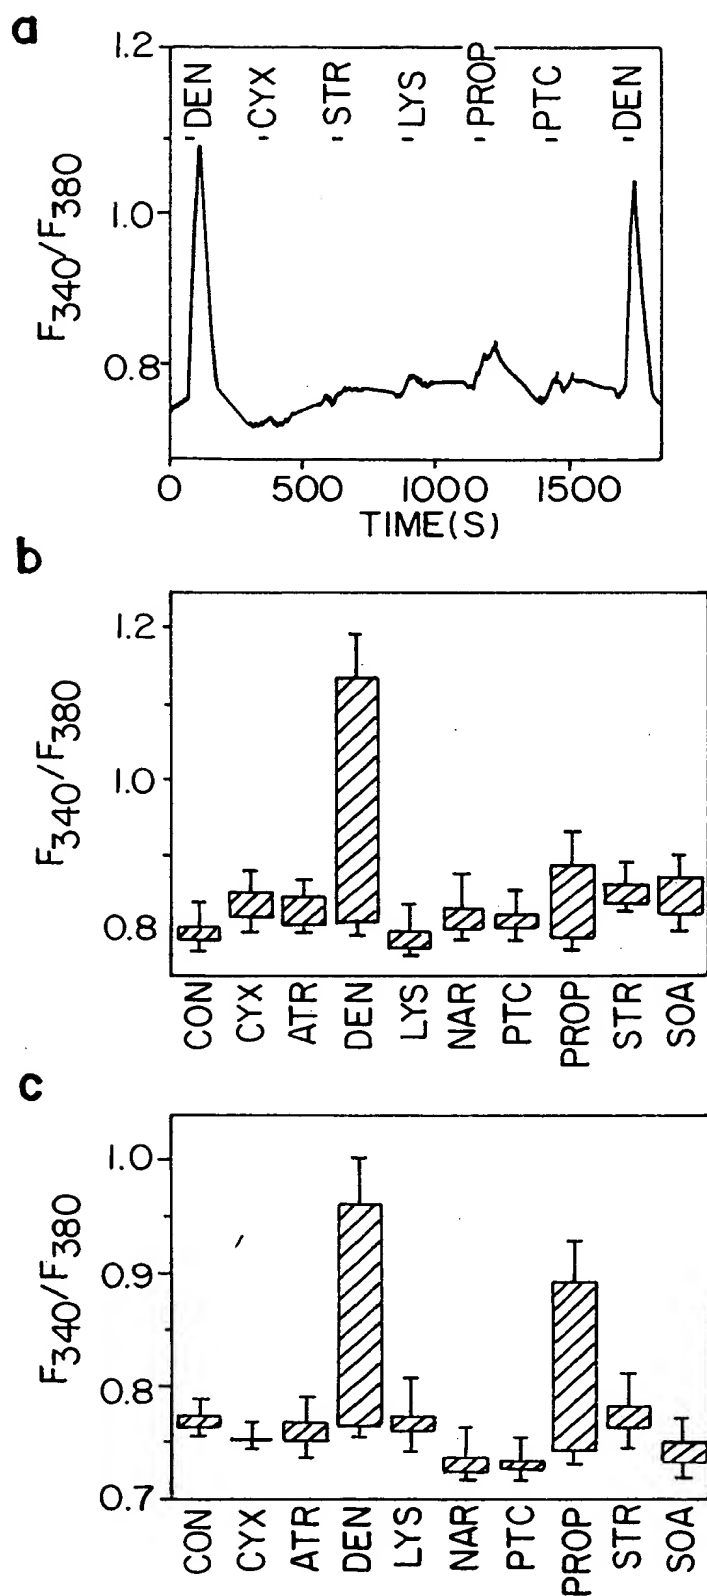 a
1.2
1.0
0.8
F340/F380
DEN
CYX
STR
LYS
PROP
PTC
DEN
0
500
1000
1500
TIME(S)
b
1.2
1.0
0.8
F340/F380
CON
CYX
ATR
DEN
LYS
NAR
PTC
PROP
STR
SOA
c
1.0
0.9
0.8
0.7
F340/F380
CON
CYX
ATR
DEN
LYS
NAR
PTC
PROP
STR
SOA